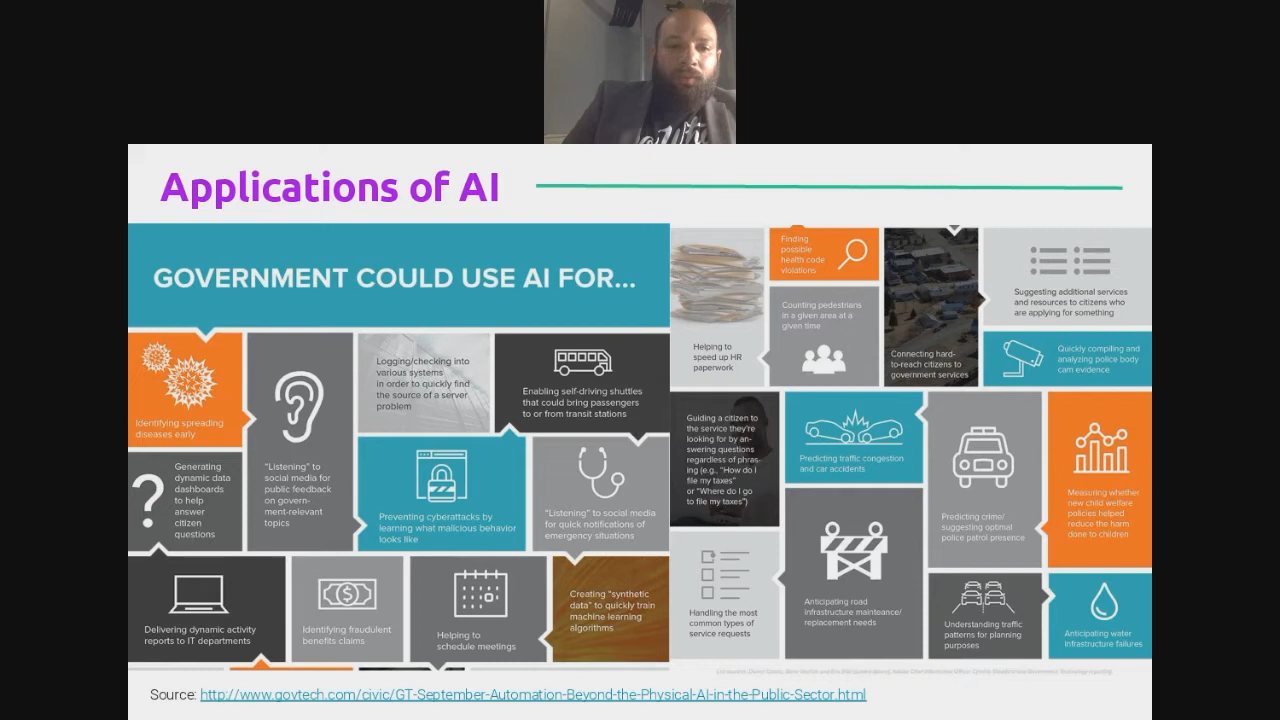 Applications of AI
GOVERNMENT COULD USE AI FOR...
Identifying spreading
diseases early
"Listening" to
social media for
public feedback
on govern-
ment-relevant
topics
Logging/checking into
various systems
in order to quickly find
the source of a server
problem
Enabling self-driving shuttles
that could bring passengers
to or from transit stations
Generating
dynamic data
dashboards
to help
answer
citizen
questions
?
Preventing cyberattacks by
learning what malicious behavior
looks like
"Listening" to social media
for quick notifications of
emergency situations
Delivering dynamic activity
reports to IT departments
Identifying fraudulent
benefits claims
Helping to
schedule meetings
Creating "synthetic
data" to quickly train
machine learning
algorithms
Helping to
speed up HR
paperwork
Finding
possible
health code
violations
Counting pedestrians
in a given area at a
given time
Connecting hard-
to-reach citizens to
government services
Suggesting additional services
and resources to citizens who
are applying for something
Quickly compiling and
analyzing police body
cam evidence
Guiding a citizen to
the service they're
looking for by an-
swering questions
regardless of phras-
ing (e.g., "How do I
file my taxes"
or "Where do I go
to file my taxes")
Predicting traffic congestion
and car accidents
Predicting crime/
suggesting optimal
police patrol presence
Measuring whether
new child welfare
policies helped
reduce the harm
done to children
Handling the most
common types of
service requests
Anticipating road
infrastructure mainteance/
replacement needs
Understanding traffic
patterns for planning
purposes
Anticipating water
infrastructure failures
Source: http://www.govtech.com/civic/GT-September-Automation-Beyond-the-Physical-AI-in-the-Public-Sector.html